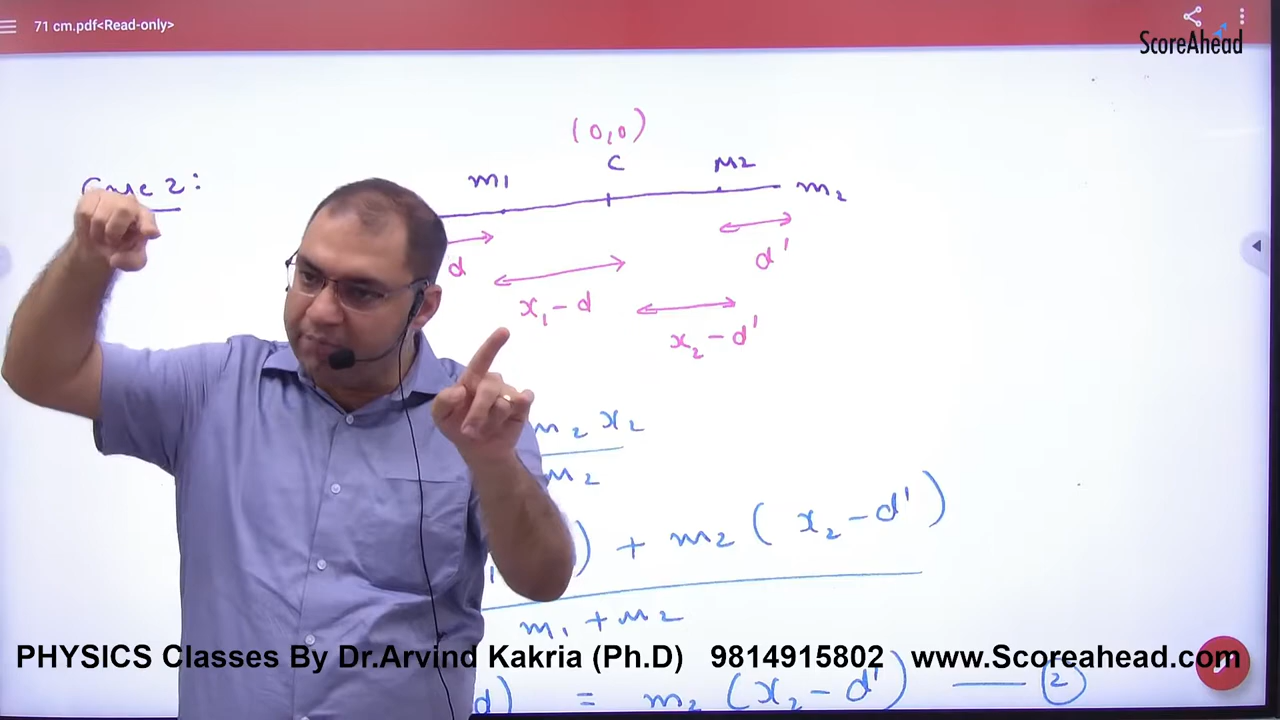 71 cm.pdf<Read-only>
ScoreAhead
(0,0)
Case 2:
m1 C M2 m2
d d'
x1 - d
x2 - d'
m2 x2
m2
) + m2 ( x2 - d' )
m1 + m2
PHYSICS Classes By Dr.Arvind Kakria (Ph.D) 9814915802 www.Scoreahead.com
d) = m2 (x2 - d') — 2